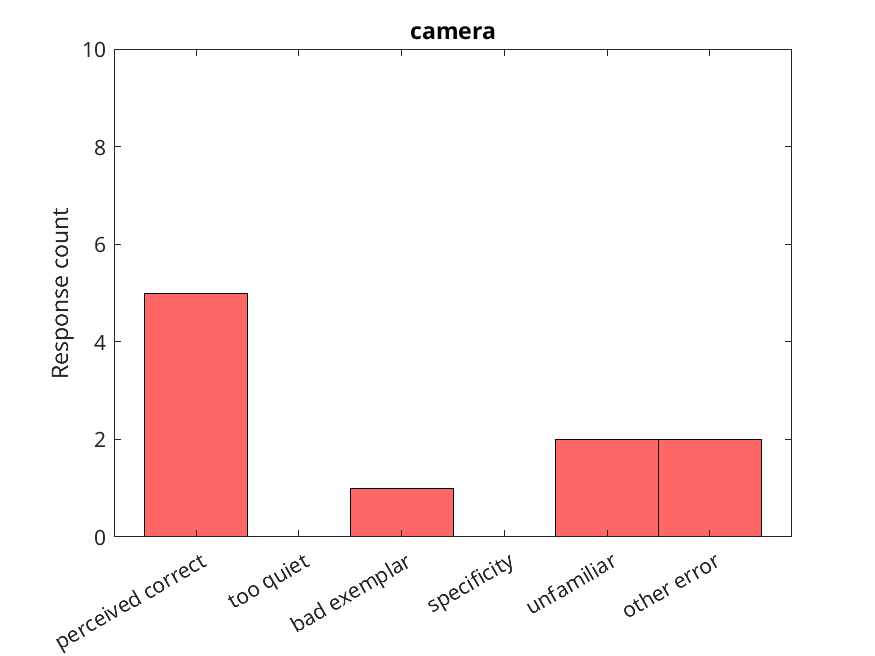 camera
10
8
6
4
2
0
Response count
perceived correct
too quiet
bad exemplar
specificity
unfamiliar
other error